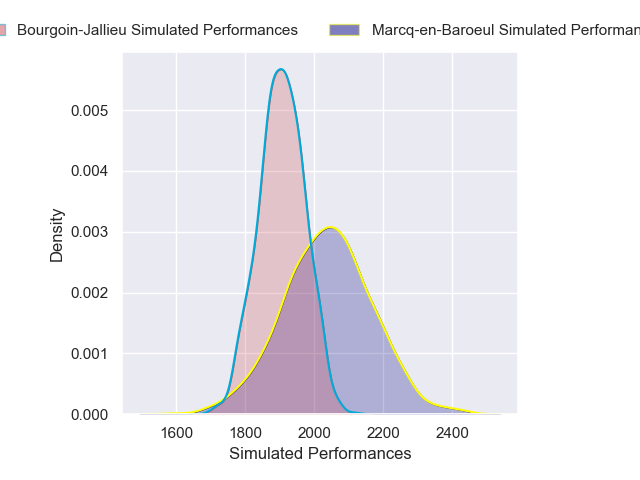 Bourgoin-Jallieu Simulated Performances
Marcq-en-Baroeul Simulated
0.005
0.004
0.003
0.002
0.001
0.000
Density
1600 1800 2000 2200 2400
Simulated Performances